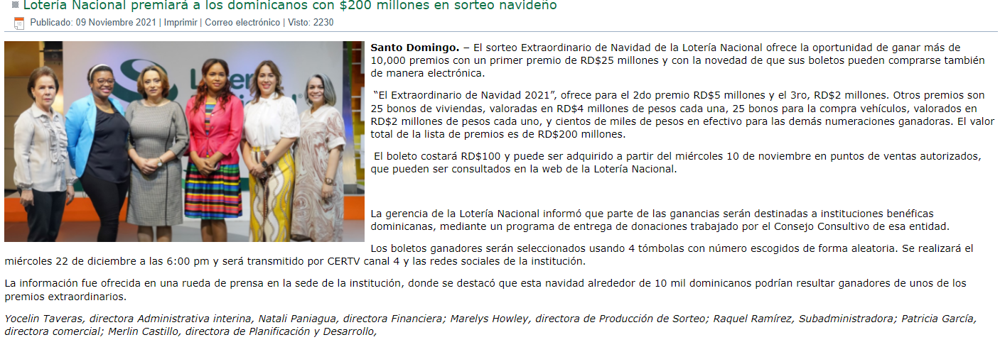 Lotería Nacional premiará a los dominicanos con $200 millones en sorteo navideño
Publicado: 09 Noviembre 2021 | Imprimir | Correo electrónico | Visto: 2230
Santo Domingo. – El sorteo Extraordinario de Navidad de la Lotería Nacional ofrece la oportunidad de ganar más de
10,000 premios con un primer premio de RD$25 millones y con la novedad de que sus boletos pueden comprarse también
de manera electrónica.
“El Extraordinario de Navidad 2021”, ofrece para el 2do premio RD$5 millones y el 3ro, RD$2 millones. Otros premios son
25 bonos de viviendas, valoradas en RD$4 millones de pesos cada una, 25 bonos para la compra vehículos, valorados en
RD$2 millones de pesos cada uno, y cientos de miles de pesos en efectivo para las demás numeraciones ganadoras. El valor
total de la lista de premios es de RD$200 millones.
El boleto costará RD$100 y puede ser adquirido a partir del miércoles 10 de noviembre en puntos de ventas autorizados,
que pueden ser consultados en la web de la Lotería Nacional.
La gerencia de la Lotería Nacional informó que parte de las ganancias serán destinadas a instituciones benéficas
dominicanas, mediante un programa de entrega de donaciones trabajado por el Consejo Consultivo de esa entidad.
Los boletos ganadores serán seleccionados usando 4 tómbolas con número escogidos de forma aleatoria. Se realizará el
miércoles 22 de diciembre a las 6:00 pm y será transmitido por CERTV canal 4 y las redes sociales de la institución.
La información fue ofrecida en una rueda de prensa en la sede de la institución, donde se destacó que esta navidad alrededor de 10 mil dominicanos podrían resultar ganadores de unos de los
premios extraordinarios.
Yocelin Taveras, directora Administrativa interina, Natali Paniagua, directora Financiera; Marelys Howley, directora de Producción de Sorteo; Raquel Ramírez, Subadministradora; Patricia García,
directora comercial; Merlin Castillo, directora de Planificación y Desarrollo,